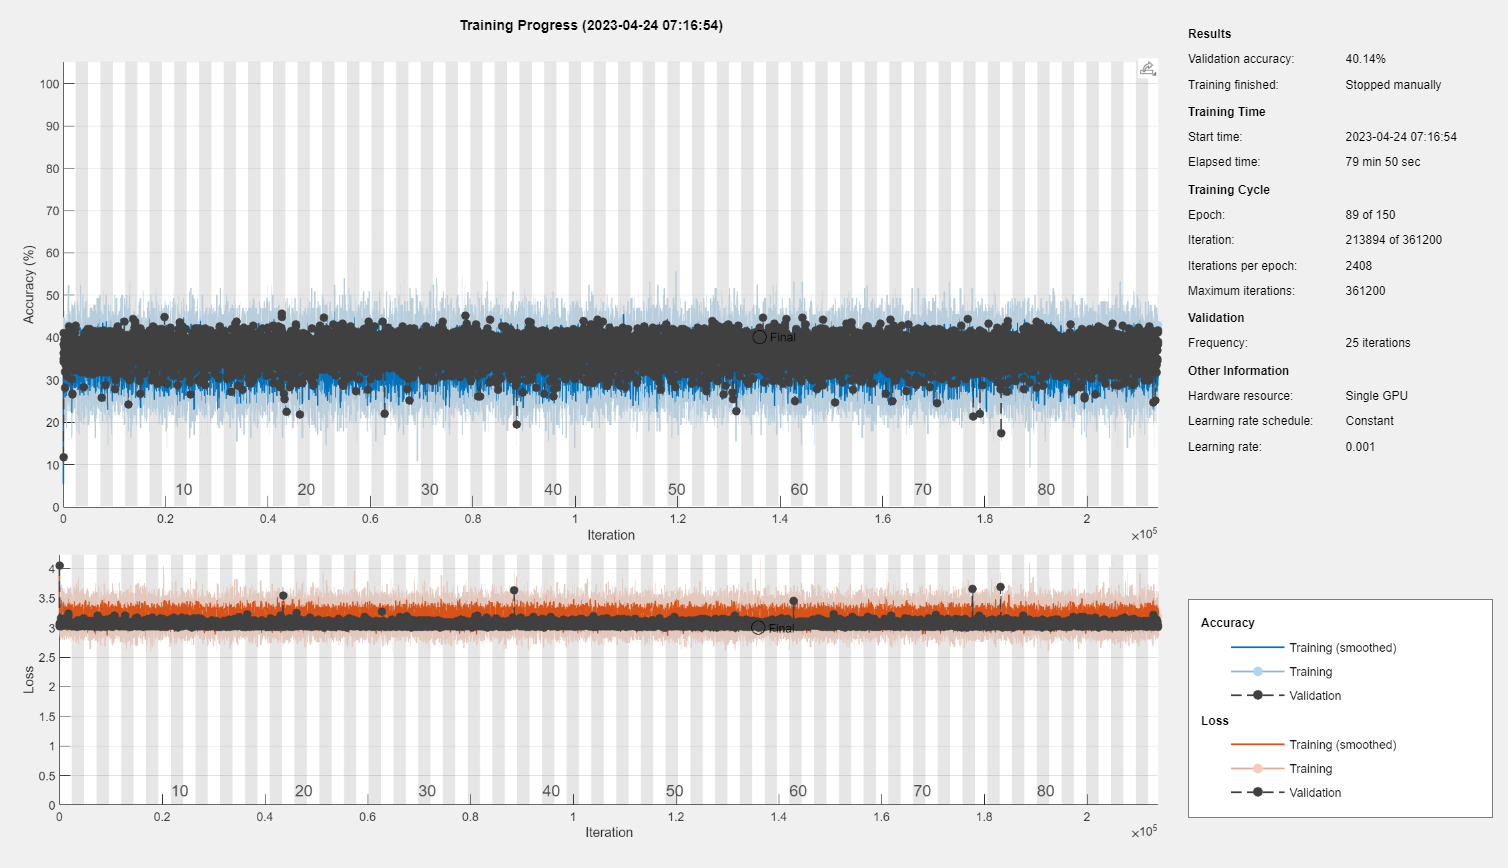 Training Progress (2023-04-24 07:16:54)
100
90
80
70
60
50
40
30
20
10
0
Accuracy (%)
Final
10 20 30 40 50 60 70 80
0 0.2 0.4 0.6 0.8 1 1.2 1.4 1.6 1.8 2
Iteration
×10^5
4
3.5
3
2.5
2
1.5
1
0.5
0
Loss
Final
10 20 30 40 50 60 70 80
0 0.2 0.4 0.6 0.8 1 1.2 1.4 1.6 1.8 2
Iteration
×10^5
Results
Validation accuracy: 40.14%
Training finished: Stopped manually
Training Time
Start time: 2023-04-24 07:16:54
Elapsed time: 79 min 50 sec
Training Cycle
Epoch: 89 of 150
Iteration: 213894 of 361200
Iterations per epoch: 2408
Maximum iterations: 361200
Validation
Frequency: 25 iterations
Other Information
Hardware resource: Single GPU
Learning rate schedule: Constant
Learning rate: 0.001
Accuracy
Training (smoothed)
Training
Validation
Loss
Training (smoothed)
Training
Validation